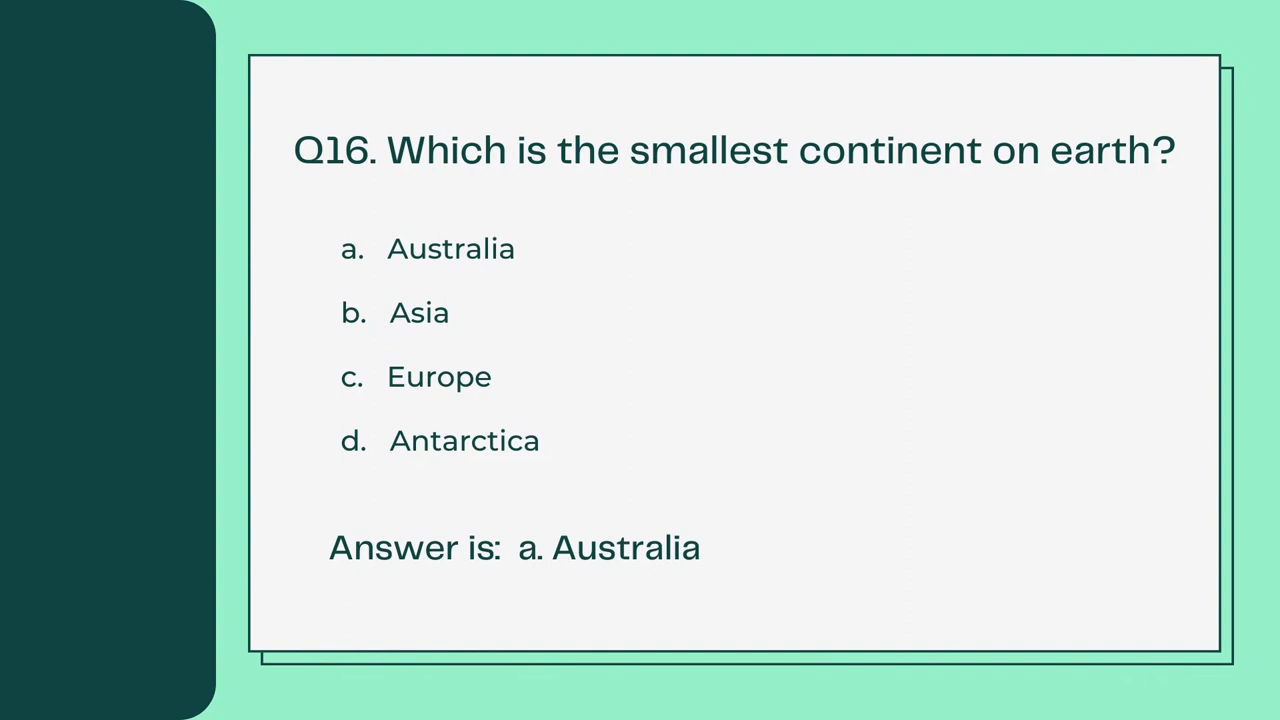 Q16. Which is the smallest continent on earth?
a. Australia
b. Asia
c. Europe
d. Antarctica
Answer is: a. Australia